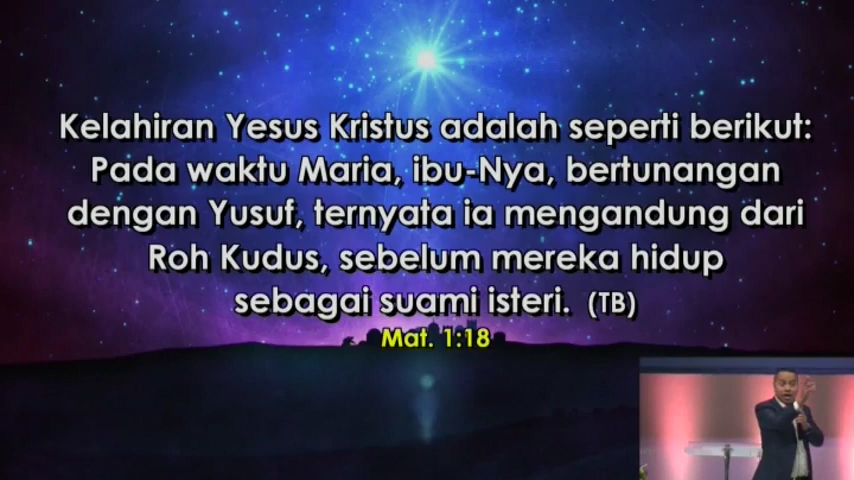 Kelahiran Yesus Kristus adalah seperti berikut:
Pada waktu Maria, ibu-Nya, bertunangan
dengan Yusuf, ternyata ia mengandung dari
Roh Kudus, sebelum mereka hidup
sebagai suami isteri. (TB)
Mat. 1:18